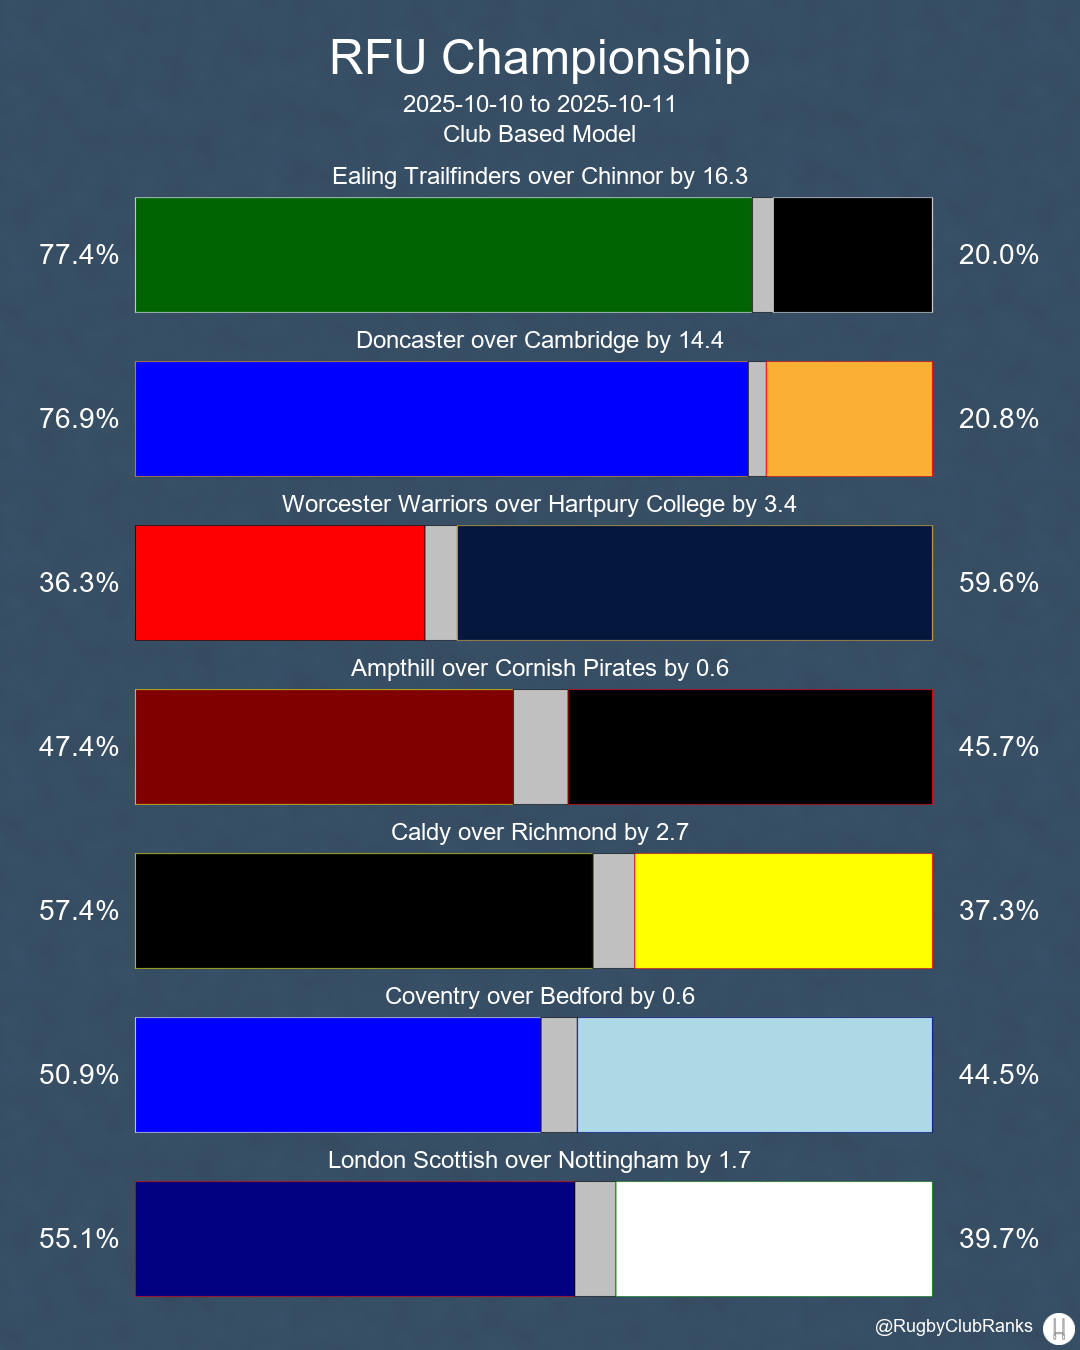 RFU Championship
2025-10-10 to 2025-10-11
Club Based Model
Ealing Trailfinders over Chinnor by 16.3
77.4% 20.0%
Doncaster over Cambridge by 14.4
76.9% 20.8%
Worcester Warriors over Hartpury College by 3.4
36.3% 59.6%
Ampthill over Cornish Pirates by 0.6
47.4% 45.7%
Caldy over Richmond by 2.7
57.4% 37.3%
Coventry over Bedford by 0.6
50.9% 44.5%
London Scottish over Nottingham by 1.7
55.1% 39.7%
@RugbyClubRanks